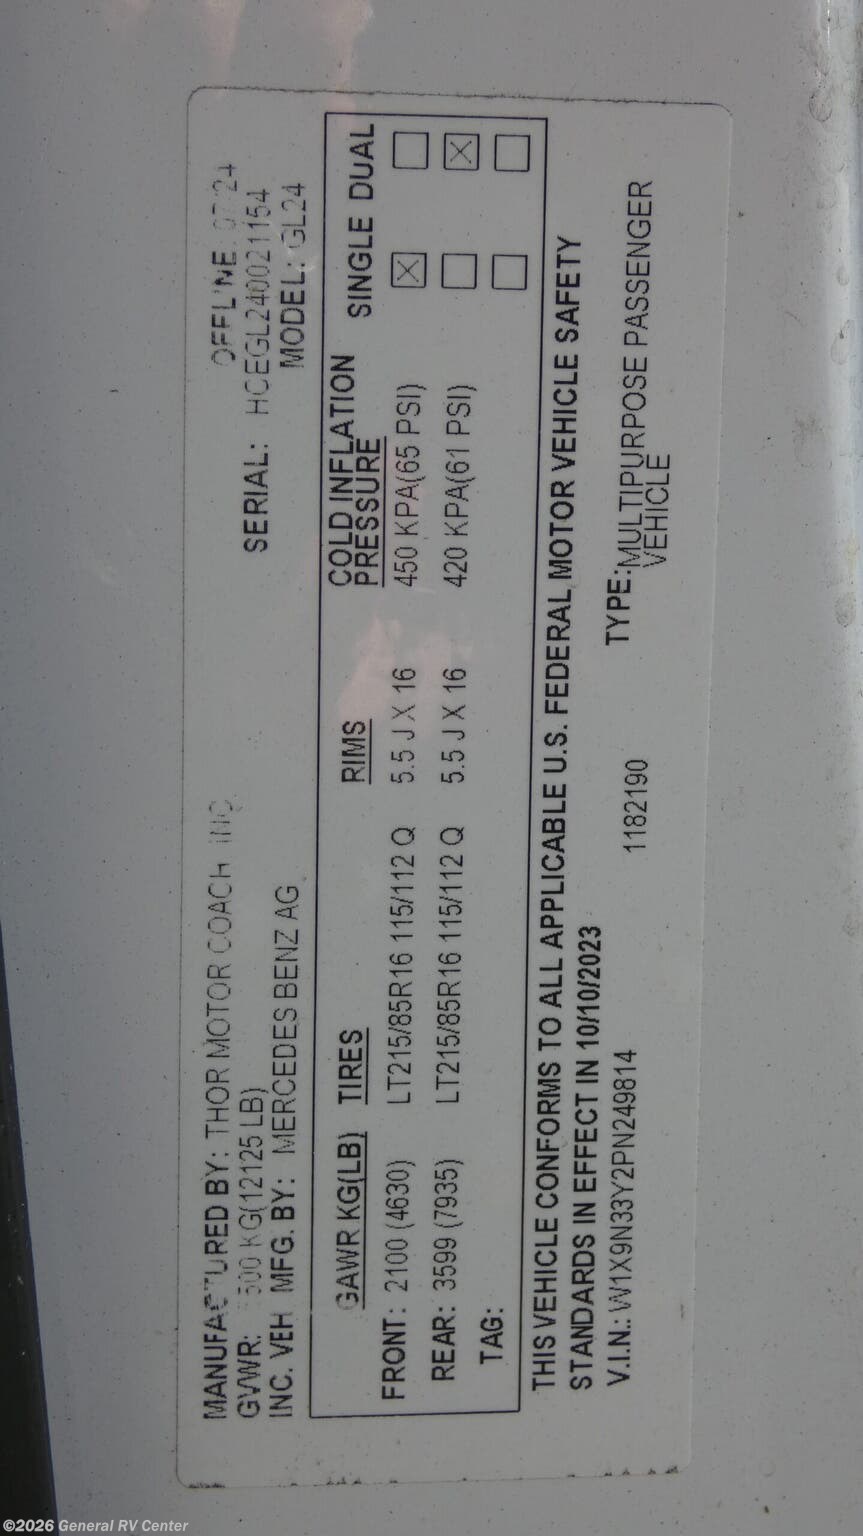 MANUFACTURED BY: THOR MOTOR COACH INC. OFFLINE: 07/24
GVWR: 500 KG(12125 LB) SERIAL: HCEGL240021154
INC. VEH MFG. BY: MERCEDES BENZ AG MODEL: GL24
GAWR KG(LB) TIRES RIMS COLD INFLATION PRESSURE SINGLE DUAL
FRONT: 2100 (4630) LT215/85R16 115/112 Q 5.5 J X 16 450 KPA(65 PSI) ☒ ☐
REAR: 3599 (7935) LT215/85R16 115/112 Q 5.5 J X 16 420 KPA(61 PSI) ☐ ☒
TAG: ☐ ☐
THIS VEHICLE CONFORMS TO ALL APPLICABLE U.S. FEDERAL MOTOR VEHICLE SAFETY
STANDARDS IN EFFECT IN 10/10/2023
V.I.N.: W1X9N33Y2PN249814 1182190 TYPE: MULTIPURPOSE PASSENGER
VEHICLE
©2026 General RV Center